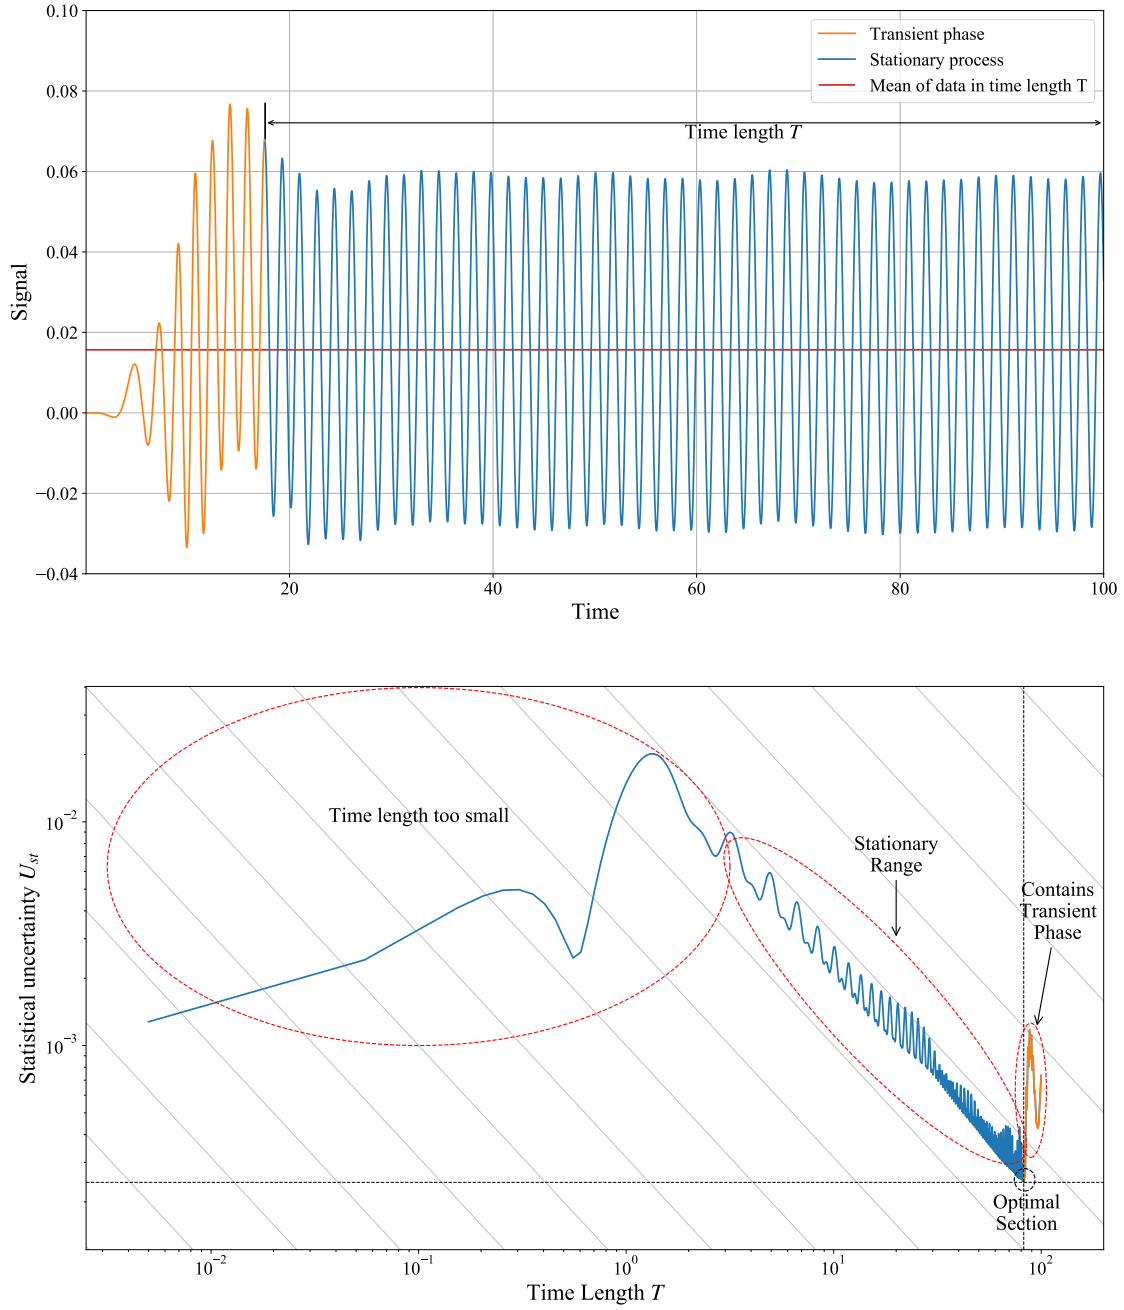 0.10
0.08
0.06
0.04
0.02
0.00
−0.02
−0.04
Signal
Transient phase
Stationary process
Mean of data in time length T
Time length T
20
40
60
80
100
Time
10⁻²
10⁻³
Statistical uncertainty Uₛₜ
Time length too small
Stationary
Range
Contains
Transient
Phase
Optimal
Section
10⁻²
10⁻¹
10⁰
10¹
10²
Time Length T